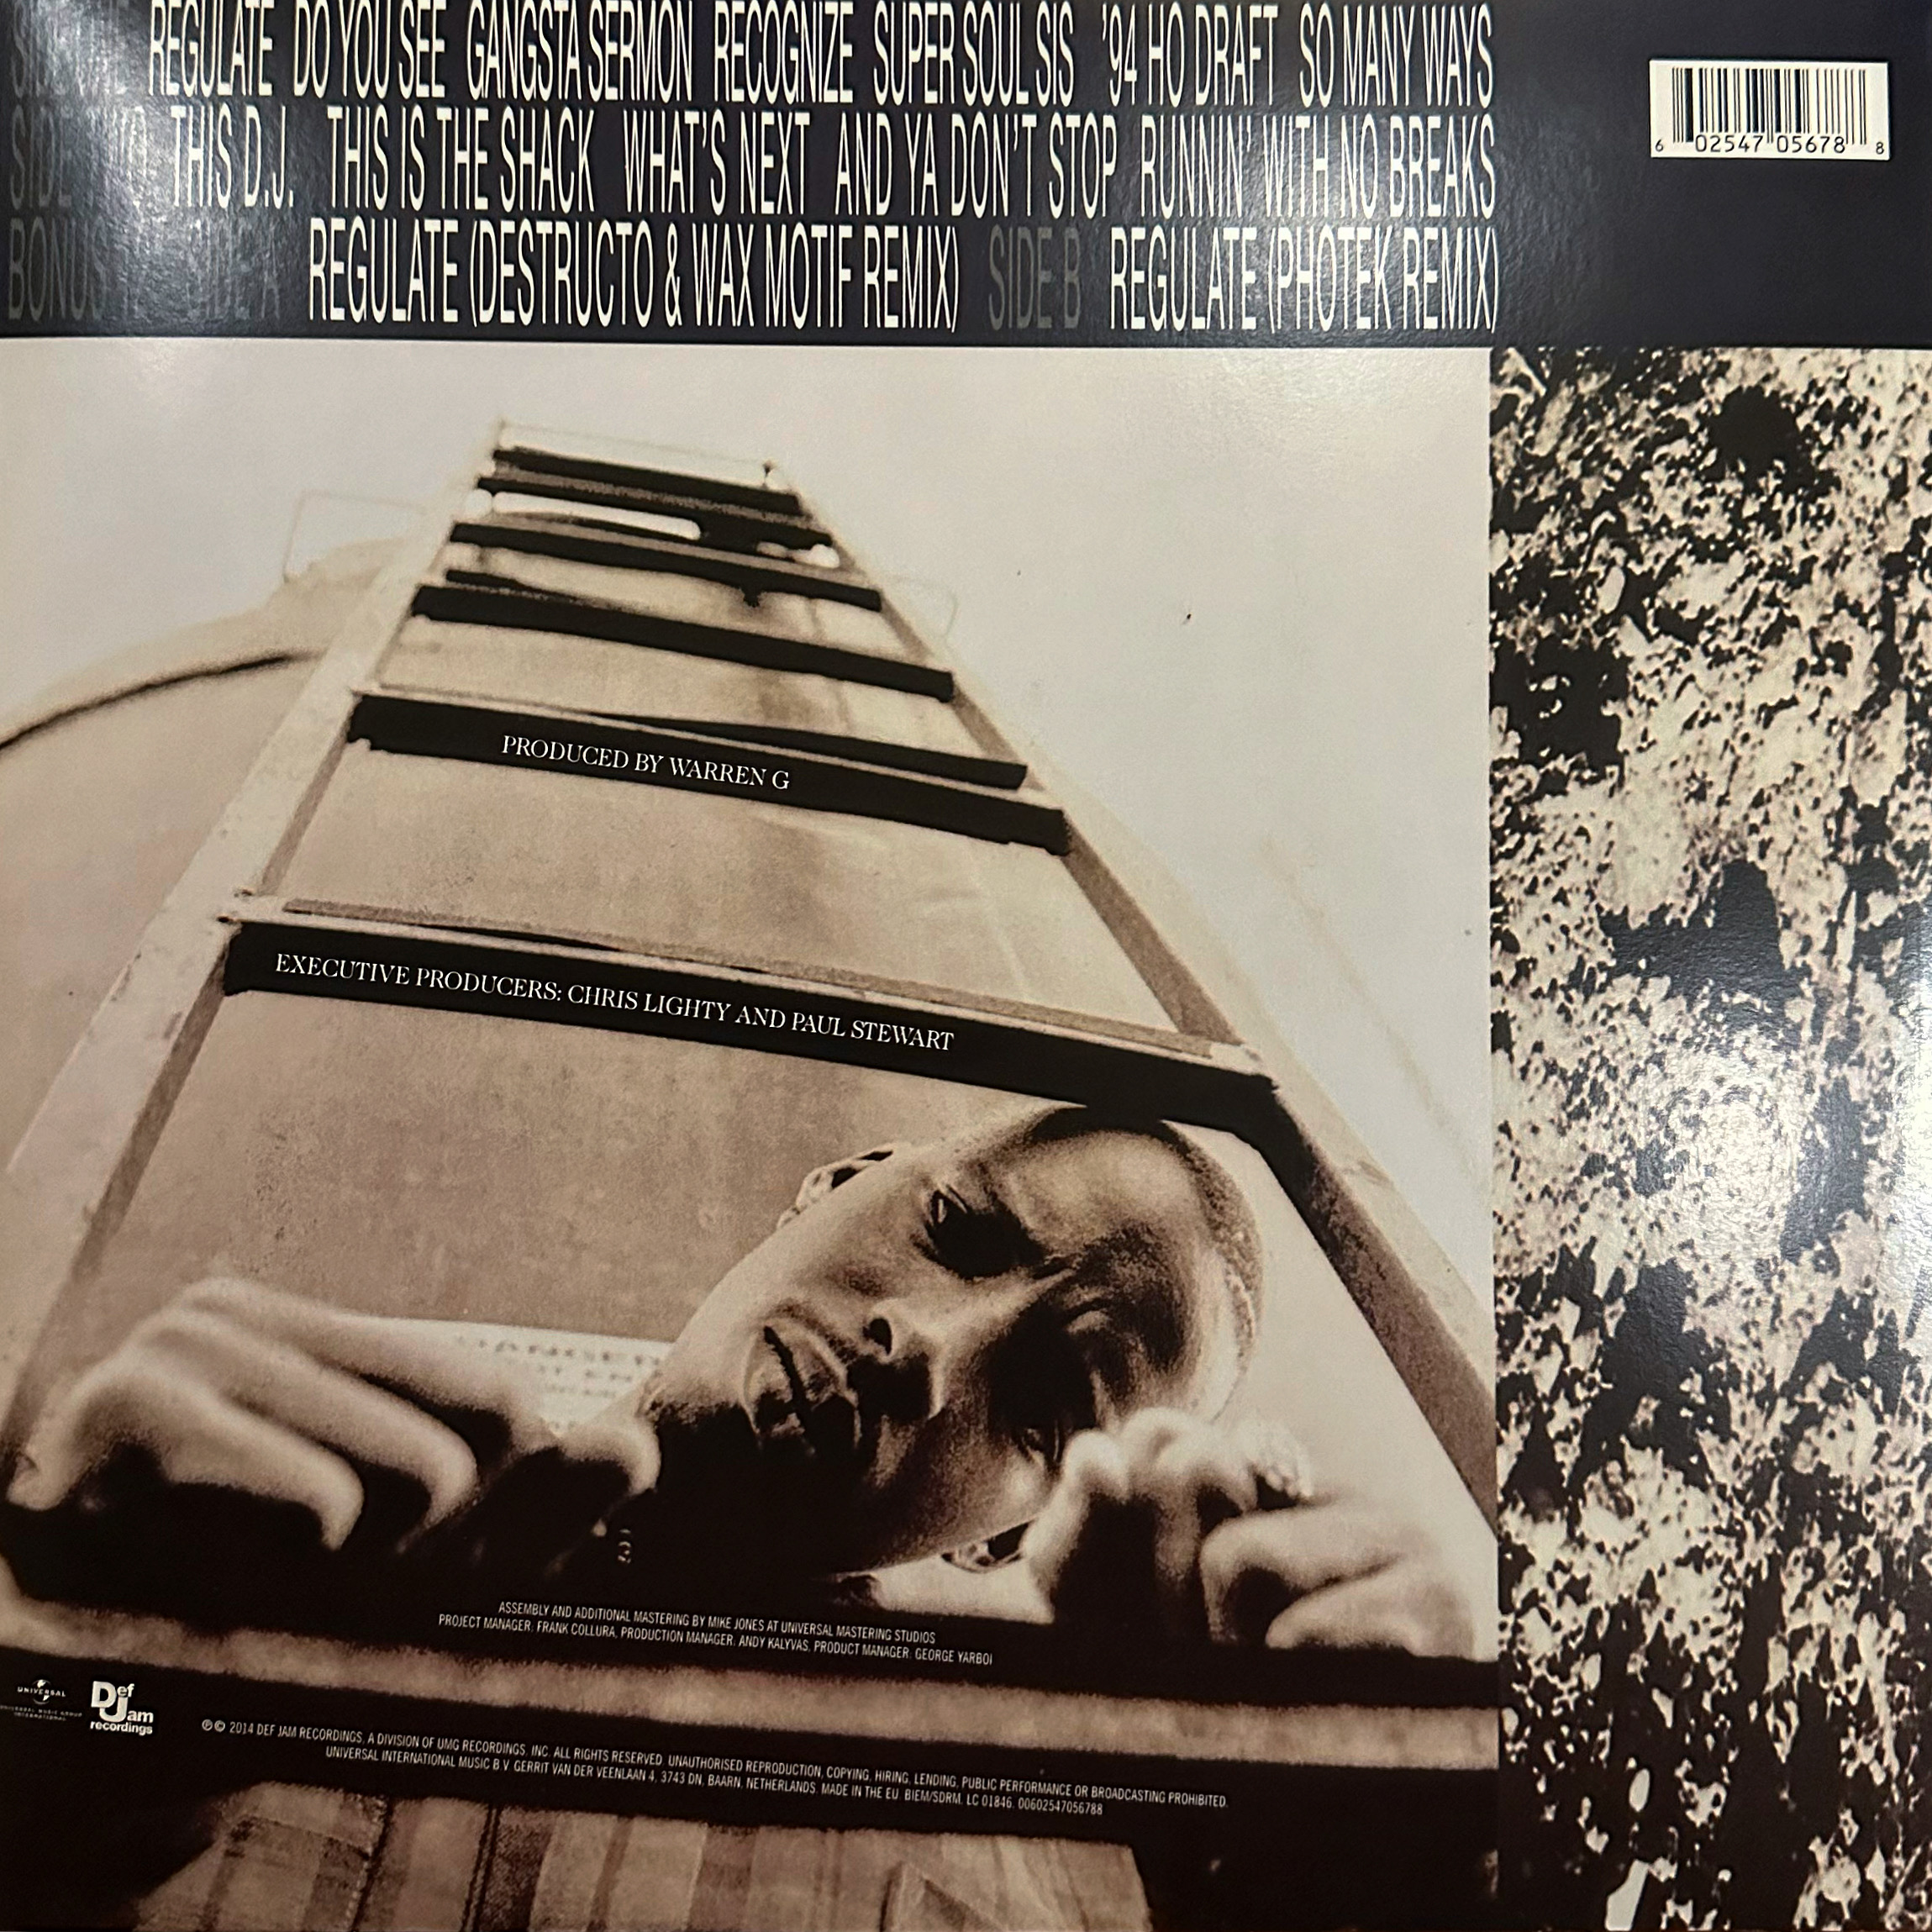 SIDE ONE REGULATE DO YOU SEE GANGSTA SERMON RECOGNIZE SUPER SOUL SIS '94 HO DRAFT SO MANY WAYS
SIDE TWO THIS D.J. THIS IS THE SHACK WHAT'S NEXT AND YA DON'T STOP RUNNIN' WITH NO BREAKS
BONUS 12" SIDE A REGULATE (DESTRUCTO & WAX MOTIF REMIX) SIDE B REGULATE (PHOTEK REMIX)
6 02547 05678 8
PRODUCED BY WARREN G
EXECUTIVE PRODUCERS: CHRIS LIGHTY AND PAUL STEWART
DANGER
ASSEMBLY AND ADDITIONAL MASTERING BY MIKE JONES AT UNIVERSAL MASTERING STUDIOS
PROJECT MANAGER: FRANK COLLURA, PRODUCTION MANAGER: ANDY KALYVAS, PRODUCT MANAGER: GEORGE YARBOI
UNIVERSAL
UNIVERSAL MUSIC GROUP
INTERNATIONAL
Def
Jam
recordings
℗ © 2014 DEF JAM RECORDINGS, A DIVISION OF UMG RECORDINGS, INC. ALL RIGHTS RESERVED. UNAUTHORISED REPRODUCTION, COPYING, HIRING, LENDING, PUBLIC PERFORMANCE OR BROADCASTING PROHIBITED.
UNIVERSAL INTERNATIONAL MUSIC B.V. GERRIT VAN DER VEENLAAN 4, 3743 DN, BAARN, NETHERLANDS. MADE IN THE EU. BIEM/SDRM. LC 01846. 00602547056788